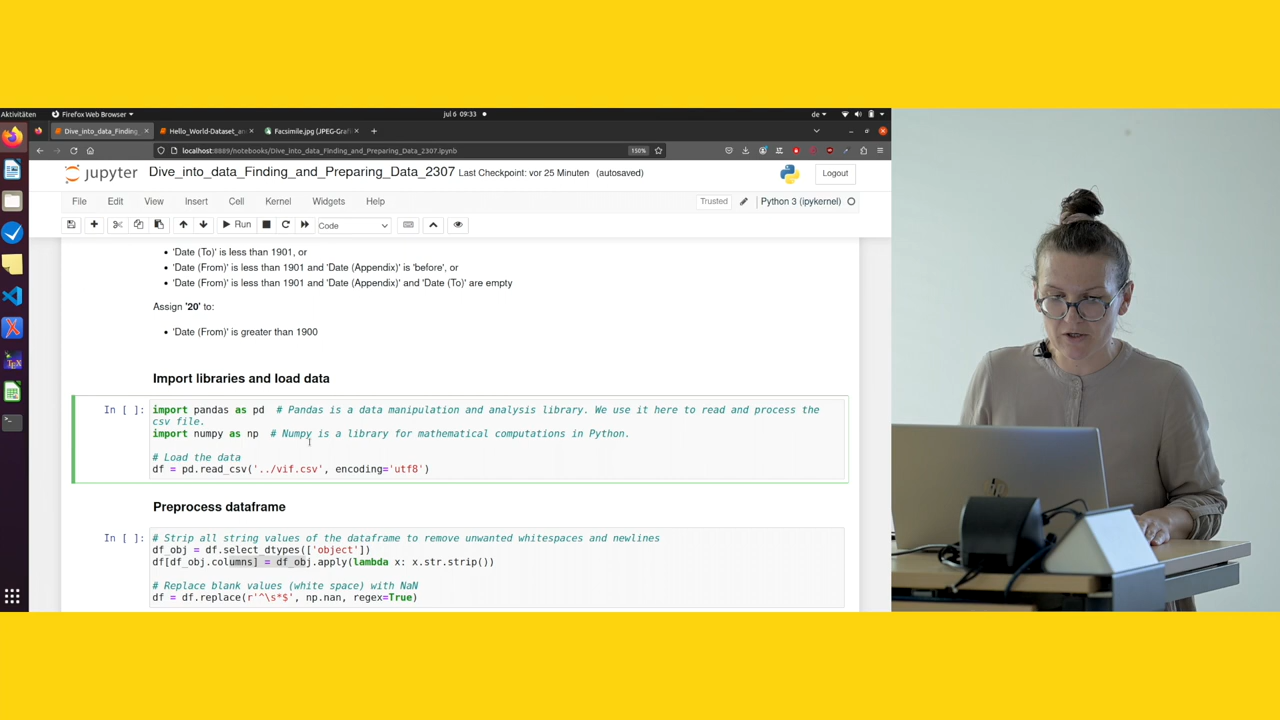 Aktivitäten Firefox Web Browser Jul 6 09:33 de
Dive_into_data_Finding_ Hello_World-Dataset_an Facsimile.jpg (JPEG-Grafi
localhost:8889/notebooks/Dive_into_data_Finding_and_Preparing_Data_2307.ipynb 150%
jupyter Dive_into_data_Finding_and_Preparing_Data_2307 Last Checkpoint: vor 25 Minuten (autosaved) Logout
File Edit View Insert Cell Kernel Widgets Help Trusted Python 3 (ipykernel)
Run Code
• 'Date (To)' is less than 1901, or
• 'Date (From)' is less than 1901 and 'Date (Appendix)' is 'before', or
• 'Date (From)' is less than 1901 and 'Date (Appendix)' and 'Date (To)' are empty
Assign '20' to:
• 'Date (From)' is greater than 1900
Import libraries and load data
In [ ]: import pandas as pd # Pandas is a data manipulation and analysis library. We use it here to read and process the
csv file.
import numpy as np # Numpy is a library for mathematical computations in Python.
# Load the data
df = pd.read_csv('../vif.csv', encoding='utf8')
Preprocess dataframe
In [ ]: # Strip all string values of the dataframe to remove unwanted whitespaces and newlines
df_obj = df.select_dtypes(['object'])
df[df_obj.columns] = df_obj.apply(lambda x: x.str.strip())
# Replace blank values (white space) with NaN
df = df.replace(r'^\s*$', np.nan, regex=True)